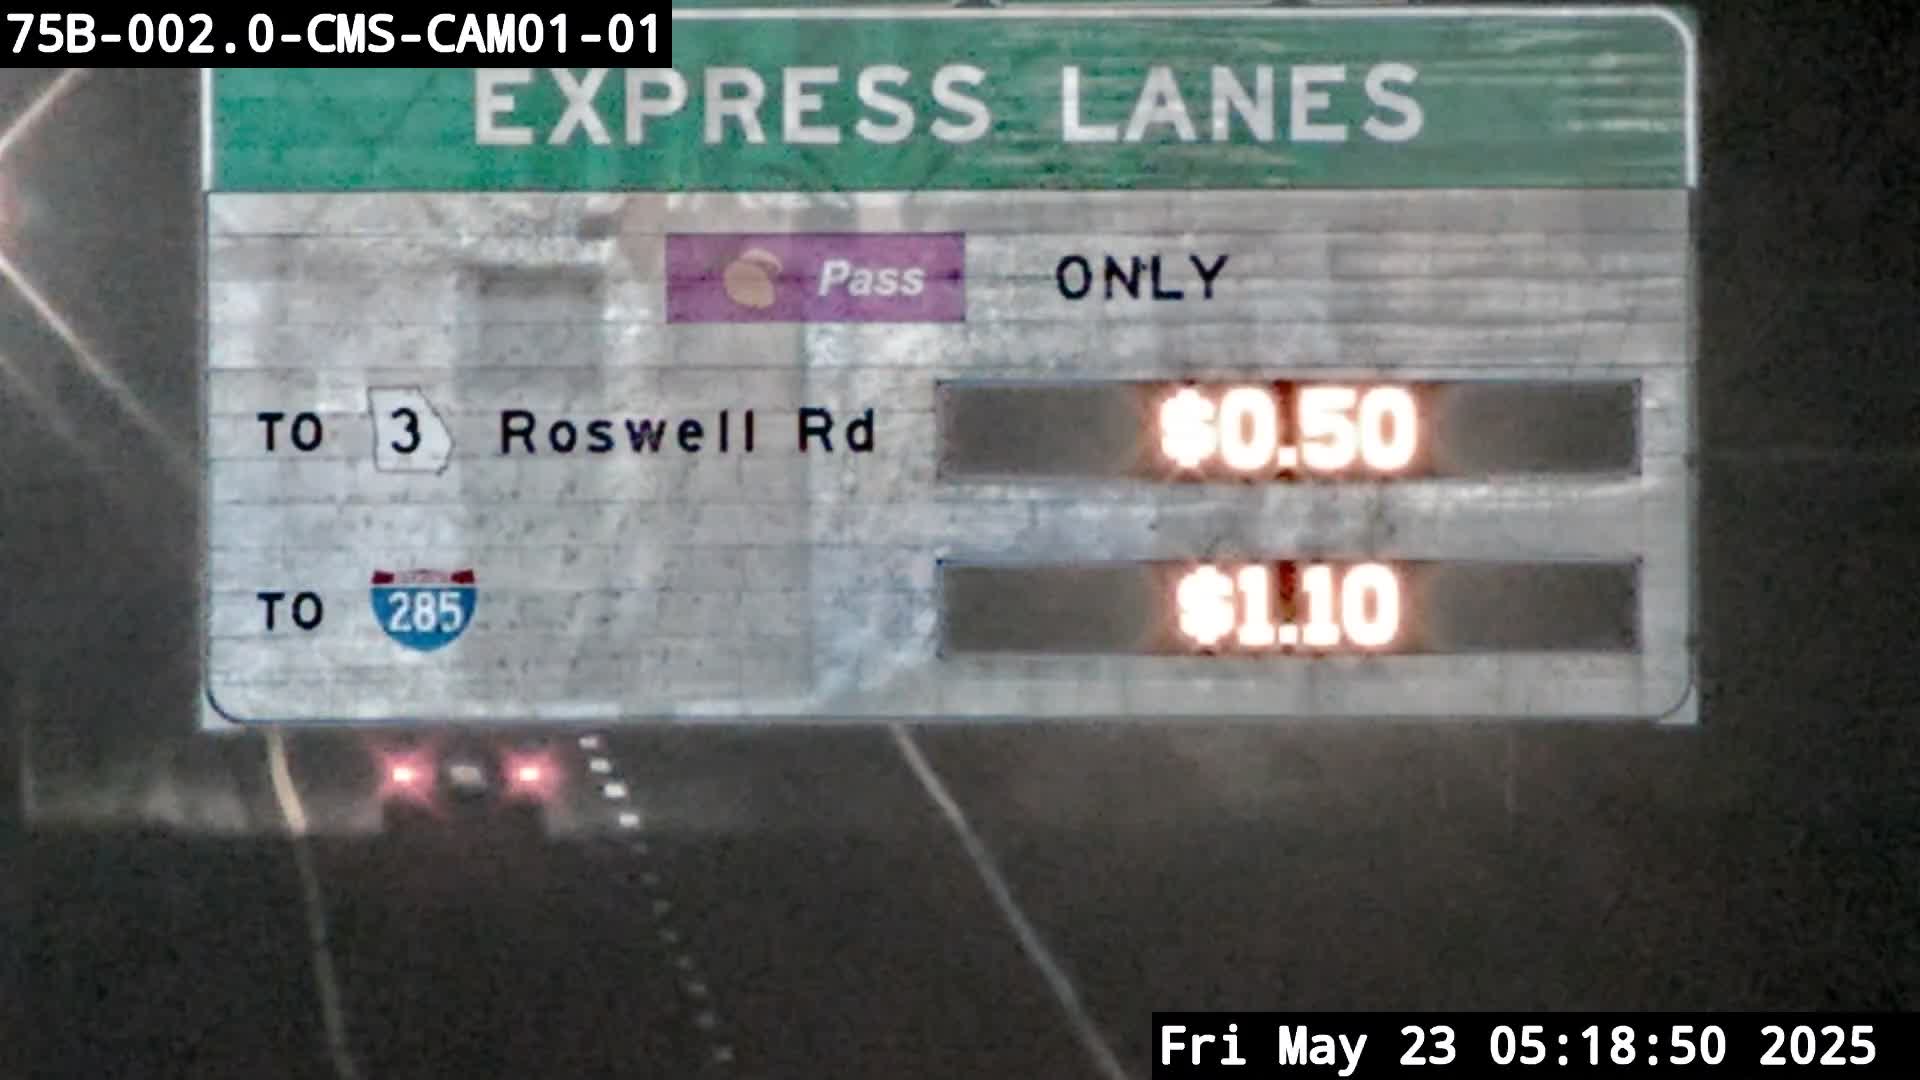 75B-002.0-CMS-CAM01-01
EXPRESS LANES
Pass ONLY
TO 3 Roswell Rd $0.50
TO 285 $1.10
Fri May 23 05:18:50 2025